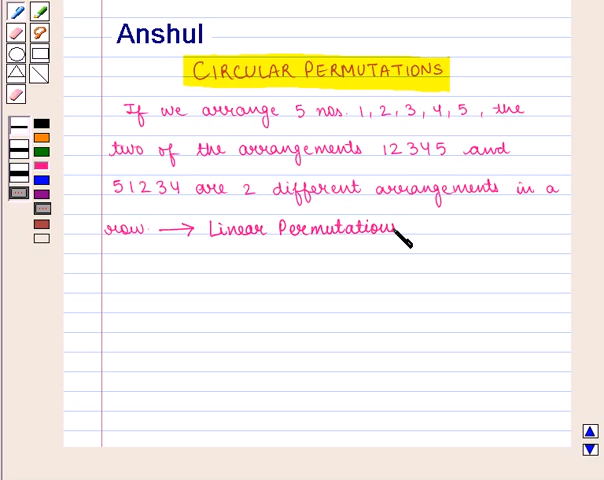 Anshul
CIRCULAR PERMUTATIONS
If we arrange 5 nos. 1, 2, 3, 4, 5, the
two of the arrangements 12345 and
51234 are 2 different arrangements in a
row. → Linear Permutations